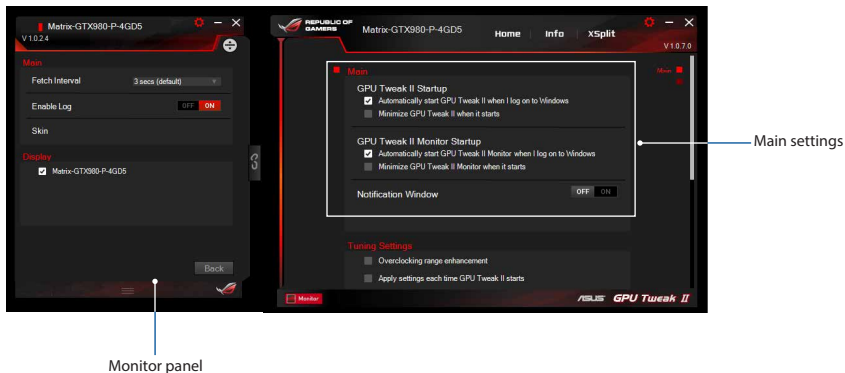 Matrix-GTX980-P-4GD5
V 1.0.2.4
Main
Fetch Interval 3 secs (default)
Enable Log OFF ON
Skin
Display
Matrix-GTX980-P-4GD5
Back
Monitor panel
REPUBLIC OF
GAMERS
Matrix-GTX980-P-4GD5
Home Info XSplit
V 1.0.7.0
Main
Main
GPU Tweak II Startup
Automatically start GPU Tweak II when I log on to Windows
Minimize GPU Tweak II when it starts
GPU Tweak II Monitor Startup
Automatically start GPU Tweak II Monitor when I log on to Windows
Minimize GPU Tweak II Monitor when it starts
Notification Window OFF ON
Tuning Settings
Overclocking range enhancement
Apply settings each time GPU Tweak II starts
Monitor
ASUS GPU Tweak II
Main settings